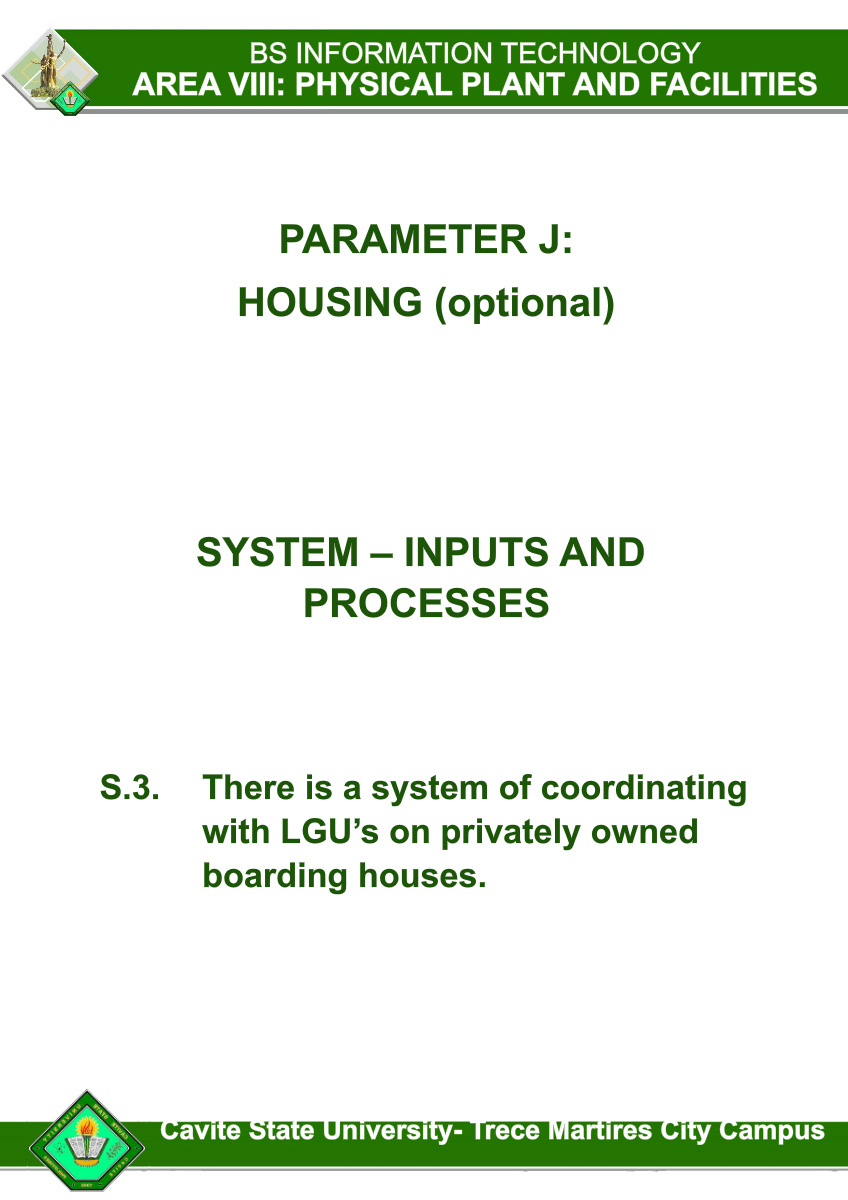 BS INFORMATION TECHNOLOGY
AREA VIII: PHYSICAL PLANT AND FACILITIES
PARAMETER J:
HOUSING (optional)
SYSTEM – INPUTS AND
PROCESSES
S.3. There is a system of coordinating
with LGU’s on privately owned
boarding houses.
Cavite State University- Trece Martires City Campus